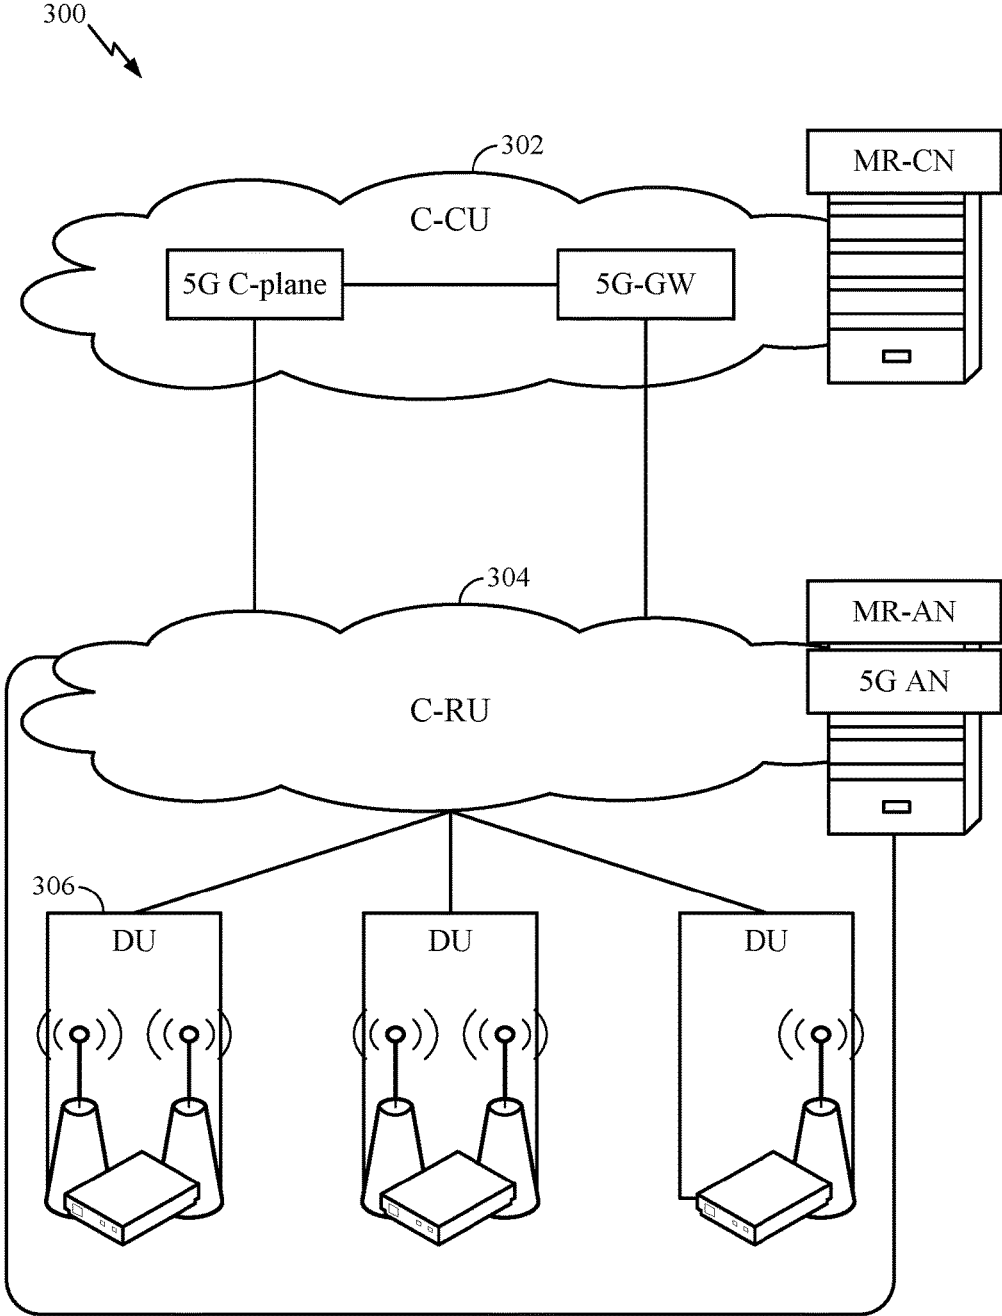 300
302
MR-CN
C-CU
5G C-plane
5G-GW
304
MR-AN
5G AN
C-RU
306
DU
DU
DU